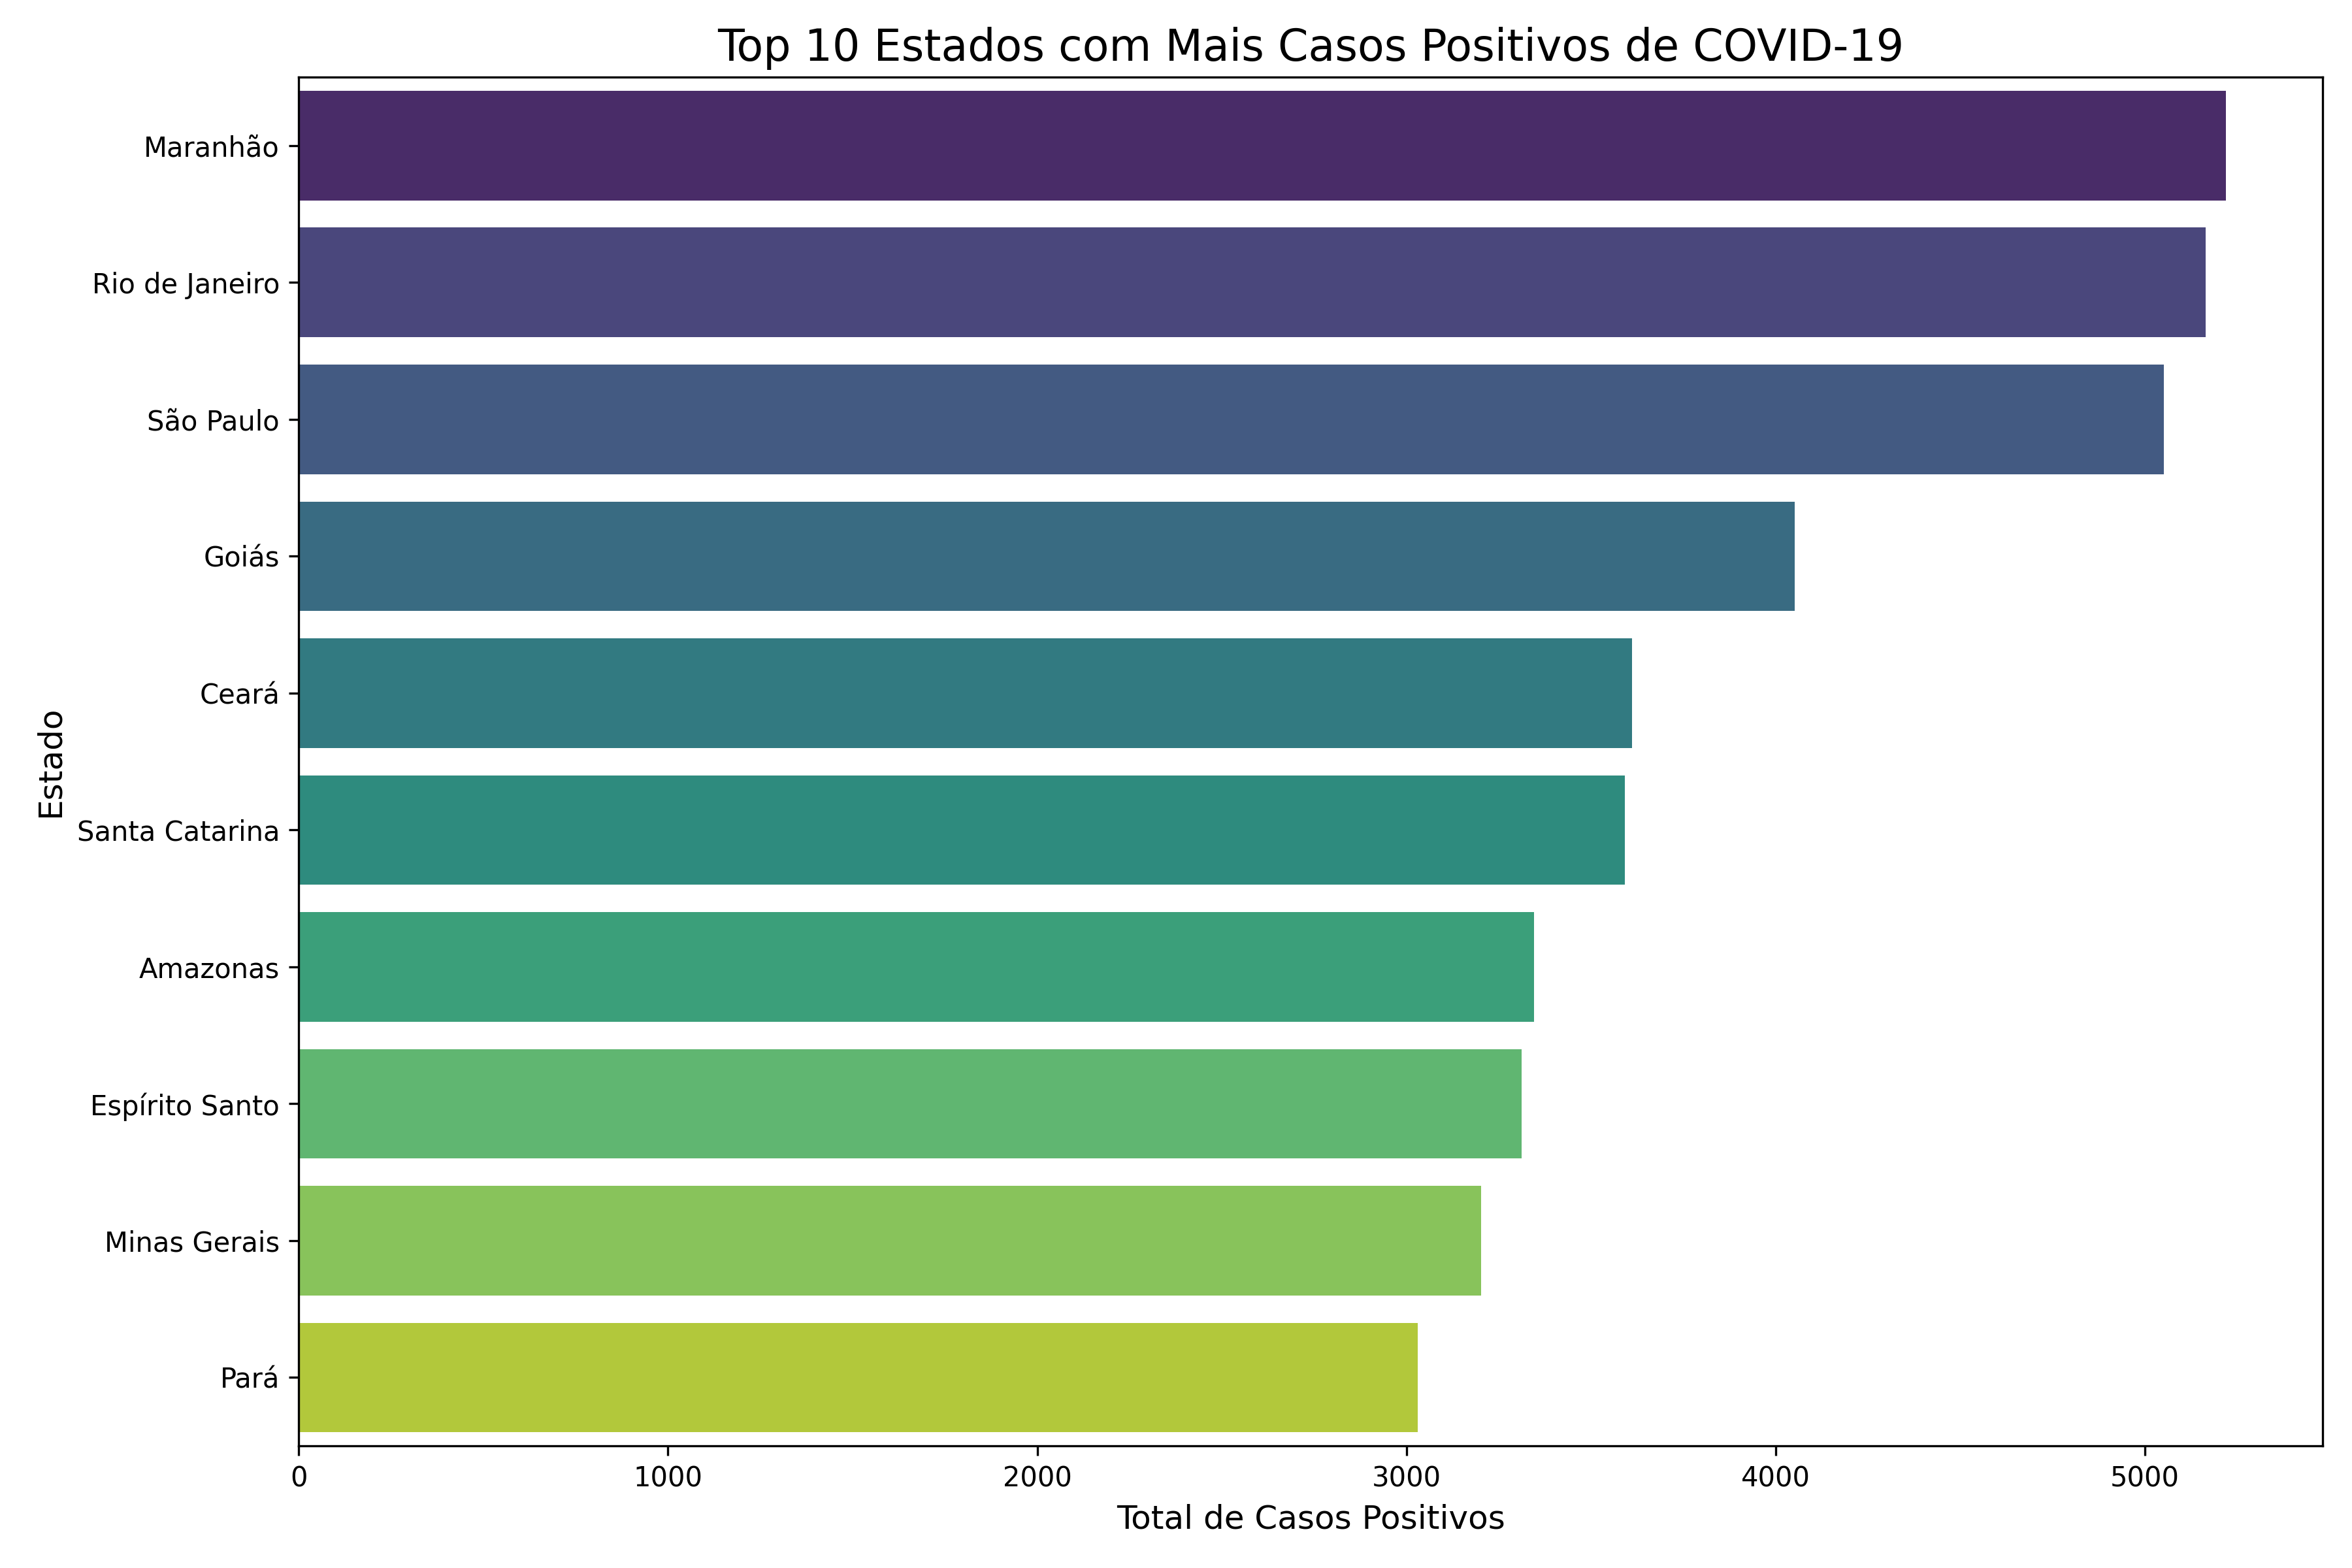 Top 10 Estados com Mais Casos Positivos de COVID-19
Estado
Maranhão
Rio de Janeiro
São Paulo
Goiás
Ceará
Santa Catarina
Amazonas
Espírito Santo
Minas Gerais
Pará
0 1000 2000 3000 4000 5000
Total de Casos Positivos